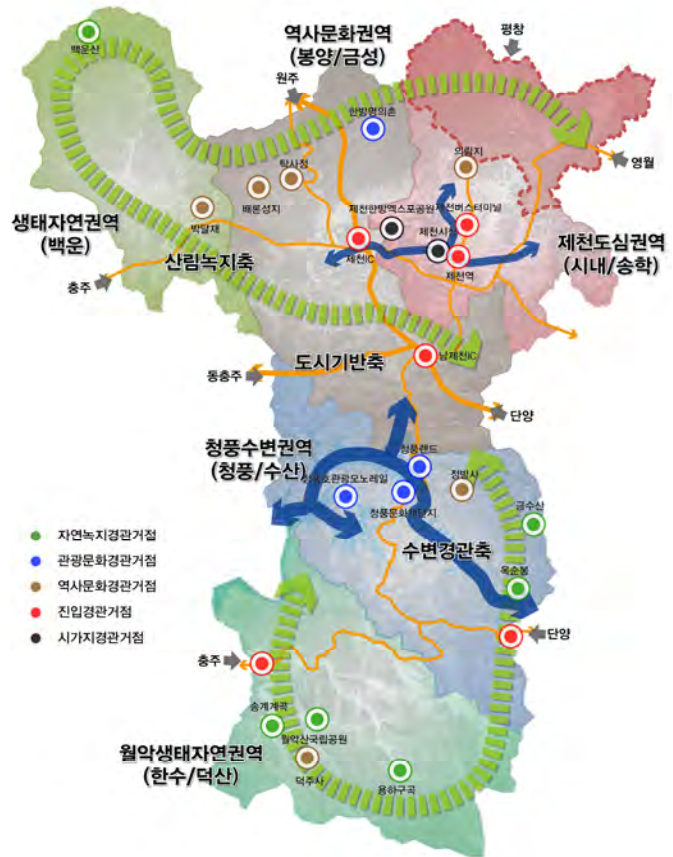 백운산
역사문화권역
(봉양/금성)
평창
원주
한방명의촌
영월
탁사정
의림지
배론성지
박달재
제천한방엑스포공원
제천버스터미널
생태자연권역
(백운)
제천시청
제천IC
제천역
제천도심권역
(시내/송학)
산림녹지축
충주
도시기반축
남제천IC
동충주
단양
청풍수변권역
(청풍/수산)
청풍랜드
관광모노레일
정방사
청풍문화재단지
금수산
수변경관축
옥순봉
자연녹지경관거점
관광문화경관거점
역사문화경관거점
진입경관거점
시가지경관거점
단양
충주
송계계곡
월악산국립공원
월악생태자연권역
(한수/덕산)
덕주사
용하구곡